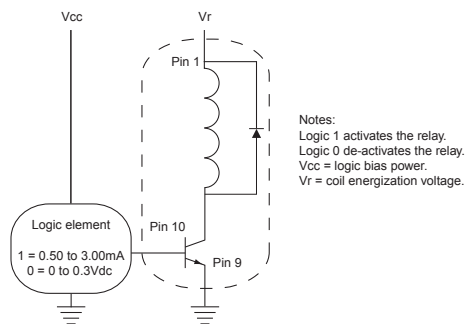 Vcc
Vr
Pin 1
Notes:
Logic 1 activates the relay.
Logic 0 de-activates the relay.
Vcc = logic bias power.
Vr = coil energization voltage.
Logic element
1 = 0.50 to 3.00mA
0 = 0 to 0.3Vdc
Pin 10
Pin 9